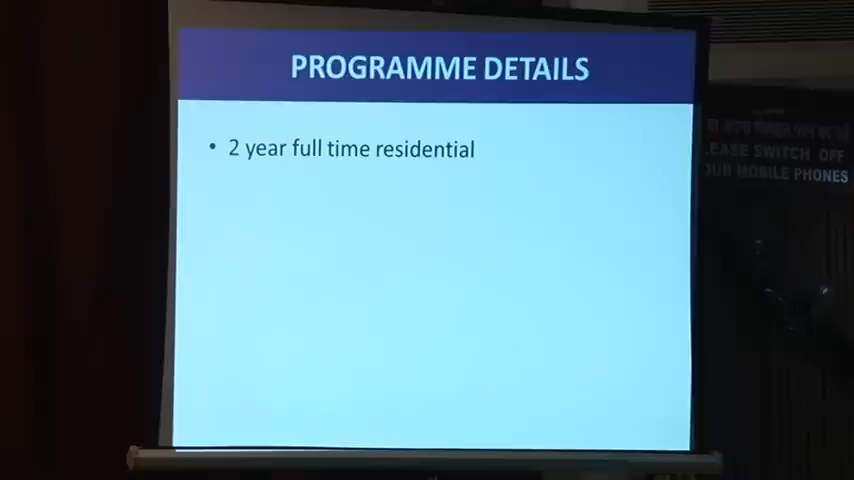 PROGRAMME DETAILS
• 2 year full time residential
SWITCH OFF
MOBILE PHONES